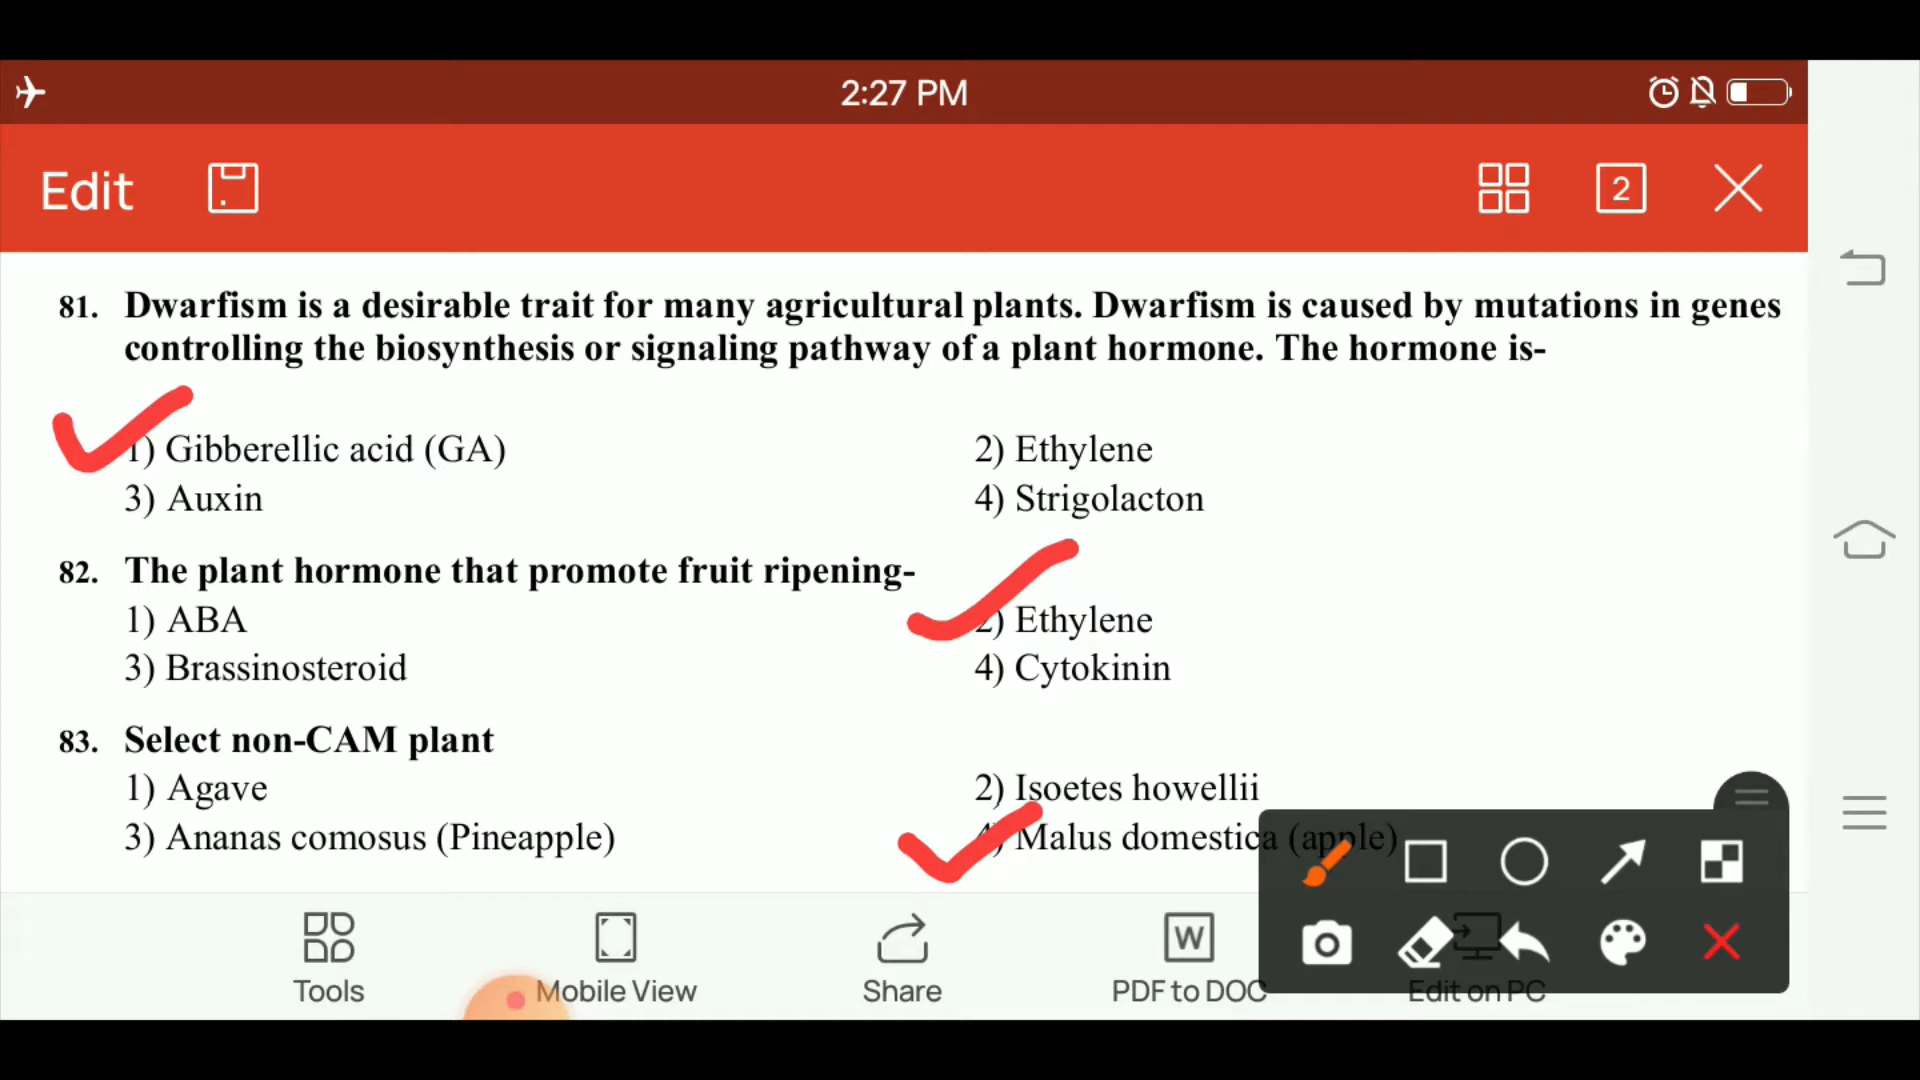 2:27 PM
Edit
2
81. Dwarfism is a desirable trait for many agricultural plants. Dwarfism is caused by mutations in genes
controlling the biosynthesis or signaling pathway of a plant hormone. The hormone is-
1) Gibberellic acid (GA)
2) Ethylene
3) Auxin
4) Strigolacton
82. The plant hormone that promote fruit ripening-
1) ABA
2) Ethylene
3) Brassinosteroid
4) Cytokinin
83. Select non-CAM plant
1) Agave
2) Isoetes howellii
3) Ananas comosus (Pineapple)
4) Malus domestica (apple)
Tools
Mobile View
Share
W
PDF to DOC
Edit on PC